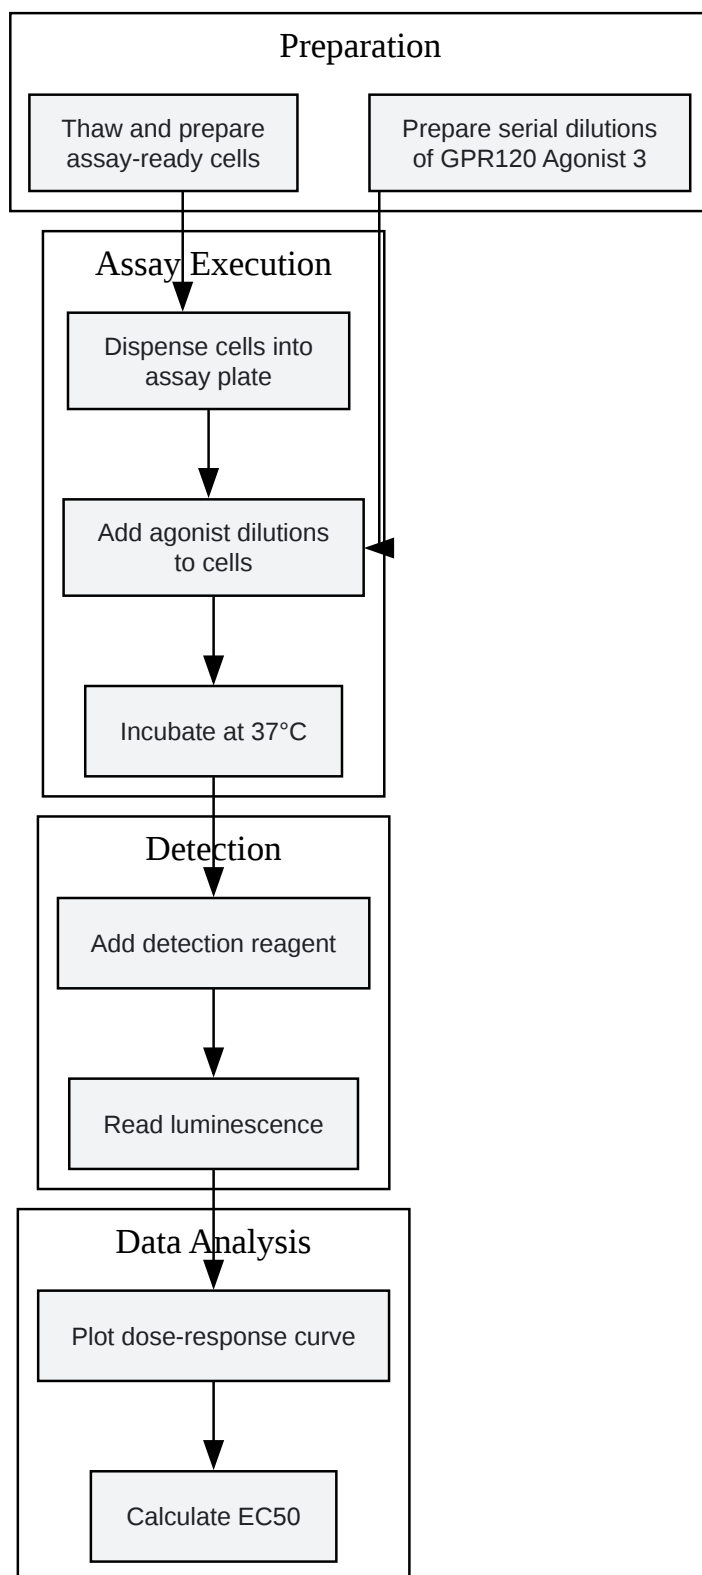 Preparation
Thaw and prepare
assay-ready cells
Prepare serial dilutions
of GPR120 Agonist 3
Assay Execution
Dispense cells into
assay plate
Add agonist dilutions
to cells
Incubate at 37°C
Detection
Add detection reagent
Read luminescence
Data Analysis
Plot dose-response curve
Calculate EC50